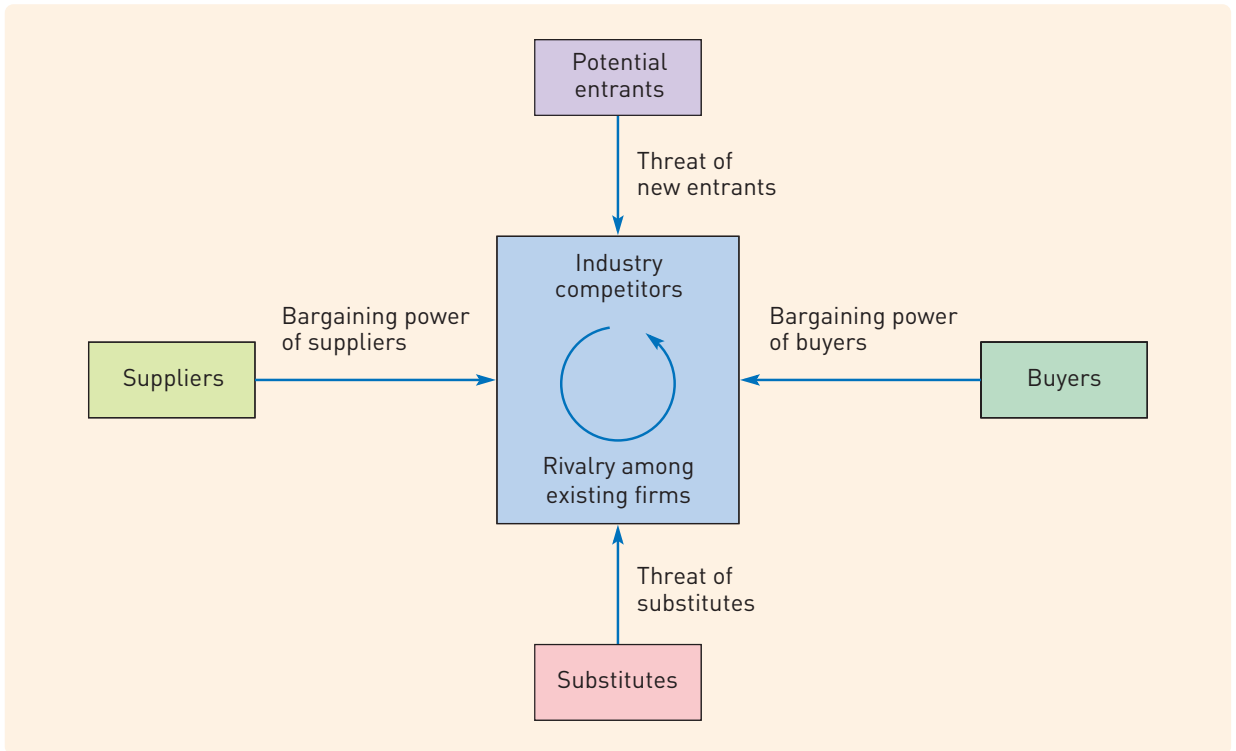 Potential
entrants
Threat of
new entrants
Industry
competitors
Bargaining power
of suppliers
Bargaining power
of buyers
Suppliers
Buyers
Rivalry among
existing firms
Threat of
substitutes
Substitutes